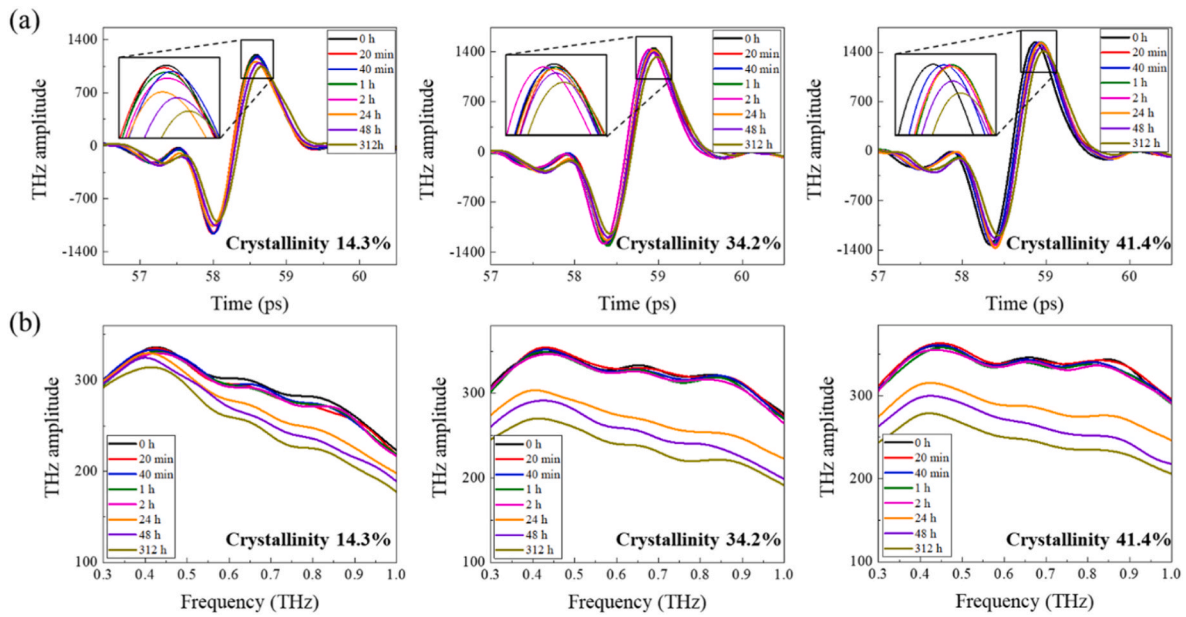 (a)
1400
700
0
-700
-1400
THz amplitude
0 h
20 min
40 min
1 h
2 h
24 h
48 h
312h
Crystallinity 14.3%
57
58
59
60
Time (ps)
1400
700
0
-700
-1400
THz amplitude
0 h
20 min
40 min
1 h
2 h
24 h
48 h
312 h
Crystallinity 34.2%
57
58
59
60
Time (ps)
1400
700
0
-700
-1400
THz amplitude
0 h
20 min
40 min
1 h
2 h
24 h
48 h
312 h
Crystallinity 41.4%
57
58
59
60
Time (ps)
(b)
300
200
100
THz amplitude
0 h
20 min
40 min
1 h
2 h
24 h
48 h
312 h
Crystallinity 14.3%
0.3 0.4 0.5 0.6 0.7 0.8 0.9 1.0
Frequency (THz)
300
200
100
THz amplitude
0 h
20 min
40 min
1 h
2 h
24 h
48 h
312 h
Crystallinity 34.2%
0.3 0.4 0.5 0.6 0.7 0.8 0.9 1.0
Frequency (THz)
300
200
100
THz amplitude
0 h
20 min
40 min
1 h
2 h
24 h
48 h
312 h
Crystallinity 41.4%
0.3 0.4 0.5 0.6 0.7 0.8 0.9 1.0
Frequency (THz)